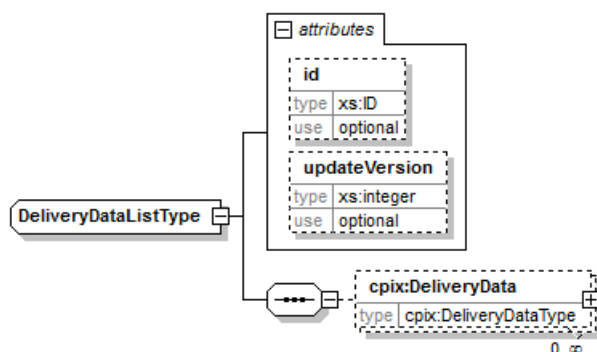 attributes
id
type xs:ID
use optional
updateVersion
type xs:integer
use optional
DeliveryDataListType
cpix:DeliveryData
type cpix:DeliveryDataType
0..∞